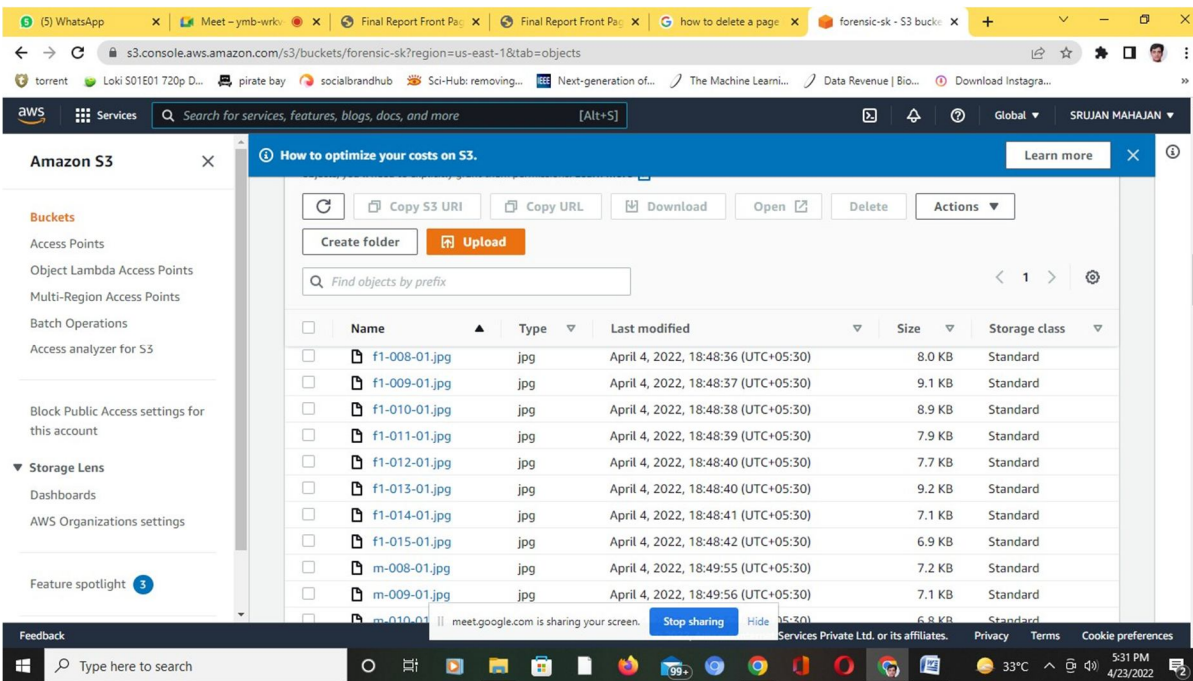 (5) WhatsApp
Meet – ymb-wrkv
Final Report Front Pag
Final Report Front Pag
how to delete a page
forensic-sk - S3 bucke
s3.console.aws.amazon.com/s3/buckets/forensic-sk?region=us-east-1&tab=objects
torrent Loki S01E01 720p D... pirate bay socialbrandhub Sci-Hub: removing... IEEE Next-generation of... The Machine Learni... Data Revenue | Bio... Download Instagra... »
aws Services Search for services, features, blogs, docs, and more [Alt+S] Global SRUJAN MAHAJAN
Amazon S3
Buckets
Access Points
Object Lambda Access Points
Multi-Region Access Points
Batch Operations
Access analyzer for S3
Block Public Access settings for
this account
Storage Lens
Dashboards
AWS Organizations settings
Feature spotlight 3
How to optimize your costs on S3. Learn more
Copy S3 URI Copy URL Download Open Delete Actions
Create folder Upload
Find objects by prefix 1
Name Type Last modified Size Storage class
f1-008-01.jpg jpg April 4, 2022, 18:48:36 (UTC+05:30) 8.0 KB Standard
f1-009-01.jpg jpg April 4, 2022, 18:48:37 (UTC+05:30) 9.1 KB Standard
f1-010-01.jpg jpg April 4, 2022, 18:48:38 (UTC+05:30) 8.9 KB Standard
f1-011-01.jpg jpg April 4, 2022, 18:48:39 (UTC+05:30) 7.9 KB Standard
f1-012-01.jpg jpg April 4, 2022, 18:48:40 (UTC+05:30) 7.7 KB Standard
f1-013-01.jpg jpg April 4, 2022, 18:48:40 (UTC+05:30) 9.2 KB Standard
f1-014-01.jpg jpg April 4, 2022, 18:48:41 (UTC+05:30) 7.1 KB Standard
f1-015-01.jpg jpg April 4, 2022, 18:48:42 (UTC+05:30) 6.9 KB Standard
m-008-01.jpg jpg April 4, 2022, 18:49:55 (UTC+05:30) 7.2 KB Standard
m-009-01.jpg jpg April 4, 2022, 18:49:56 (UTC+05:30) 7.1 KB Standard
m-010-01 05:30) 6.8 KB Standard
meet.google.com is sharing your screen. Stop sharing Hide
Feedback Services Private Ltd. or its affiliates. Privacy Terms Cookie preferences
Type here to search 99+ 33°C 5:31 PM
4/23/2022 2